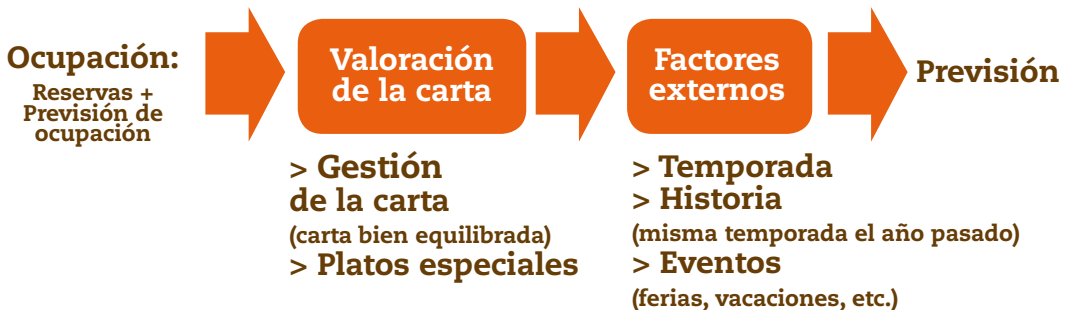 Ocupación:
Reservas +
Previsión de
ocupación
Valoración
de la carta
> Gestión
de la carta
(carta bien equilibrada)
> Platos especiales
Factores
externos
> Temporada
> Historia
(misma temporada el año pasado)
> Eventos
(ferias, vacaciones, etc.)
Previsión